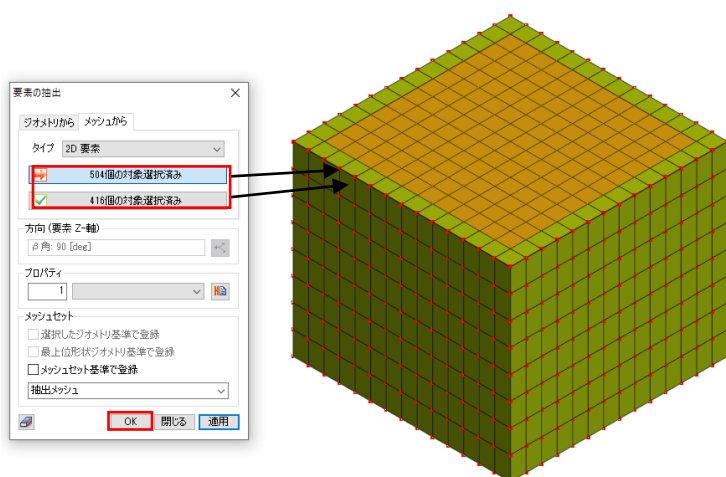 要素の抽出
ジオメトリから メッシュから
タイプ 2D 要素
504個の対象選択済み
416個の対象選択済み
方向 (要素 Z-軸)
β角: 90 [deg]
プロパティ
1
メッシュセット
選択したジオメトリ基準で登録
最上位形状ジオメトリ基準で登録
メッシュセット基準で登録
抽出メッシュ
OK 閉じる 適用